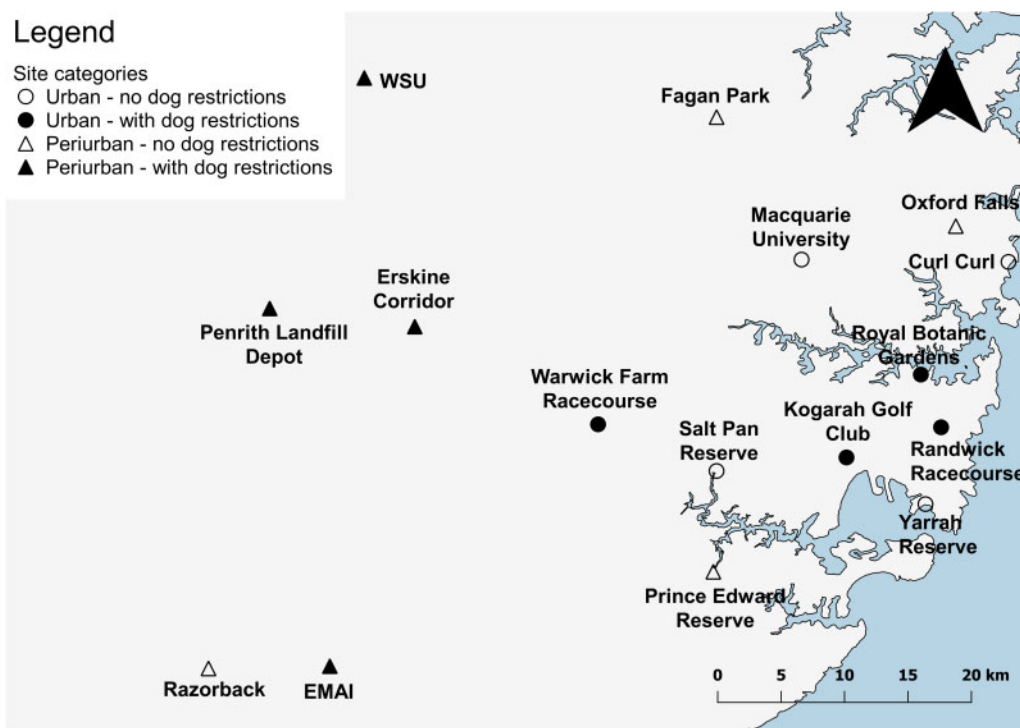 Legend
Site categories
Urban - no dog restrictions
Urban - with dog restrictions
Periurban - no dog restrictions
Periurban - with dog restrictions
WSU
Fagan Park
Oxford Falls
Macquarie
University
Curl Curl
Erskine
Corridor
Penrith Landfill
Depot
Royal Botanic
Gardens
Warwick Farm
Racecourse
Kogarah Golf
Club
Salt Pan
Reserve
Randwick
Racecourse
Yarrah
Reserve
Prince Edward
Reserve
Razorback
EMAI
0 5 10 15 20 km